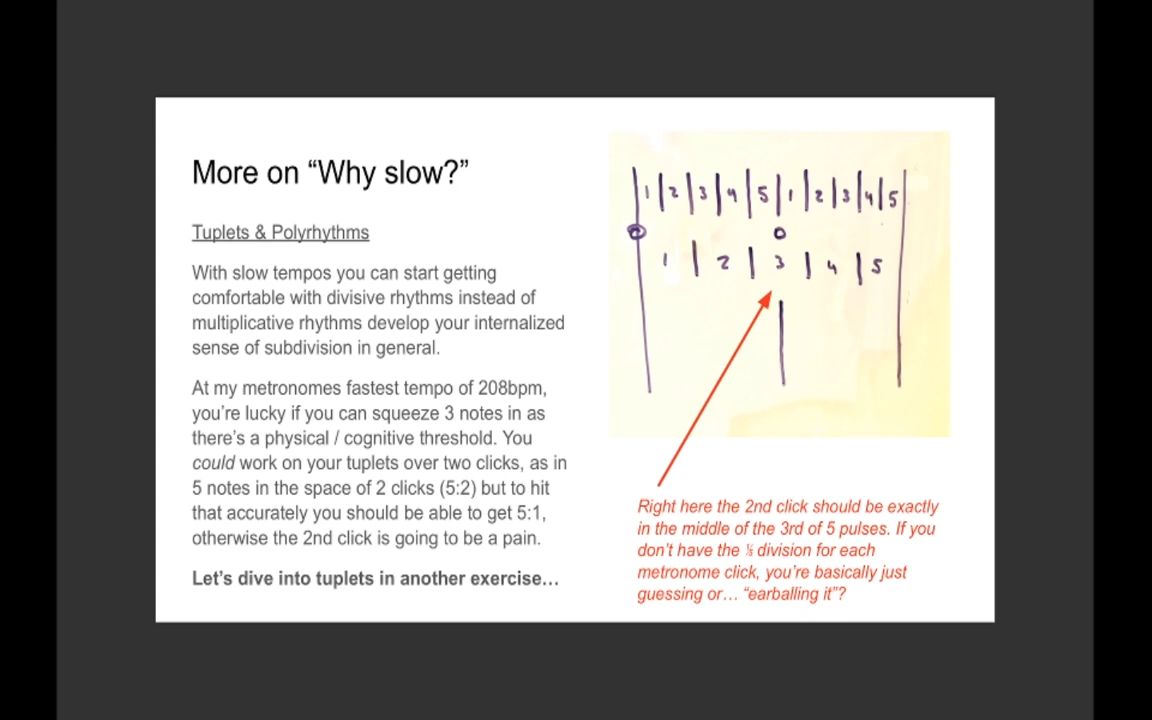 More on “Why slow?”
Tuplets & Polyrhythms
With slow tempos you can start getting
comfortable with divisive rhythms instead of
multiplicative rhythms develop your internalized
sense of subdivision in general.
At my metronomes fastest tempo of 208bpm,
you’re lucky if you can squeeze 3 notes in as
there’s a physical / cognitive threshold. You
could work on your tuplets over two clicks, as in
5 notes in the space of 2 clicks (5:2) but to hit
that accurately you should be able to get 5:1,
otherwise the 2nd click is going to be a pain.
Let’s dive into tuplets in another exercise…
1 2 3 4 5 1 2 3 4 5
1 2 3 4 5
Right here the 2nd click should be exactly
in the middle of the 3rd of 5 pulses. If you
don’t have the ⅕ division for each
metronome click, you’re basically just
guessing or… “earballing it”?